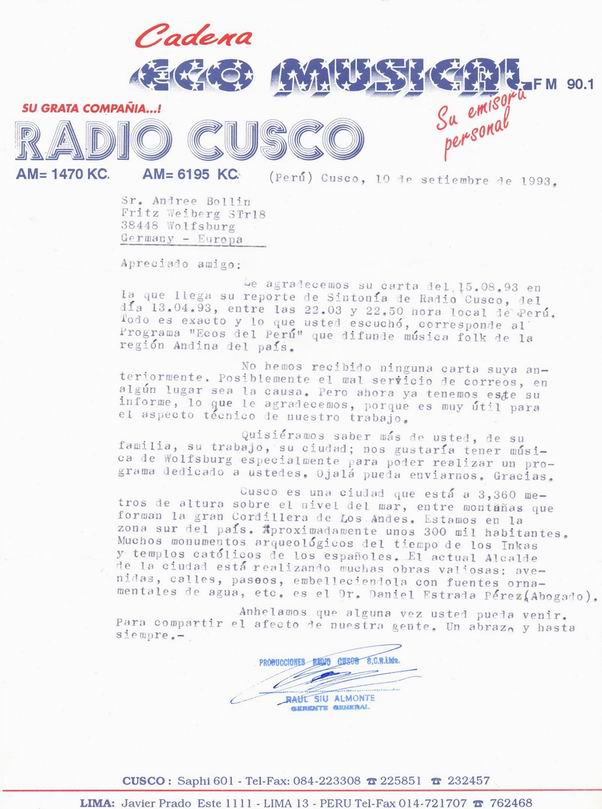 Cadena
ECO MUSICAL FM 90.1
SU GRATA COMPAÑIA...!
Su emisora
personal
RADIO CUSCO
AM= 1470 KC. AM= 6195 KC.
(Perú) Cusco, 10 de setiembre de 1993.
Sr. Andree Bollin
Fritz Weiberg STr18
38448 Wolfsburg
Germany - Europa
Apreciado amigo:
Le agradecemos su carta del 15.08.93 en
la que llega su reporte de Sintonía de Radio Cusco, del
día 13.04.93, entre las 22.03 y 22.50 hora local de Perú.
Todo es exacto y lo que usted escuchó, corresponde al
Programa "Ecos del Perú" que difunde música folk de la
región Andina del país.
No hemos recibido ninguna carta suya an-
teriormente. Posiblemente el mal servicio de correos, en
algún lugar sea la causa. Pero ahora ya tenemos este su
informe, lo que le agradecemos, porque es muy útil para
el aspecto técnico de nuestro trabajo.
Quisiéramos saber más de usted, de su
familia, su trabajo, su ciudad; nos gustaría tener músi-
ca de Wolfsburg especialmente para poder realizar un pro-
grama dedicado a ustedes. Ojalá pueda enviarnos. Gracias.
Cusco es una ciudad que está a 3,360 me-
tros de altura sobre el nivel del mar, entre montañas que
forman la gran Cordillera de Los Andes. Estamos en la
zona sur del país. Aproximadamente unos 300 mil habitantes.
Muchos monumentos arqueológicos del tiempo de los Inkas
y templos católicos de los españoles. El actual Alcalde
de la ciudad está realizando muchas obras valiosas: ave-
nidas, calles, paseos, embelleciendola con fuentes orna-
mentales de agua, etc. es el Dr. Daniel Estrada Pérez(Abogado).
Anhelamos que alguna vez usted pueda venir.
Para compartir el afecto de nuestra gente. Un abrazo y hasta
siempre.-
PRODUCCIONES RADIO CUSCO S.C.R.Ltda.
RAUL SIU ALMONTE
GERENTE GENERAL
CUSCO : Saphi 601 - Tel-Fax: 084-223308 ☎ 225851 ☎ 232457
LIMA: Javier Prado Este 1111 - LIMA 13 - PERU Tel-Fax 014-721707 ☎ 762468